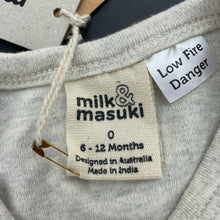 milk &
masuki
0
6 - 12 Months
Designed in Australia
Made in India
Low Fire
Danger